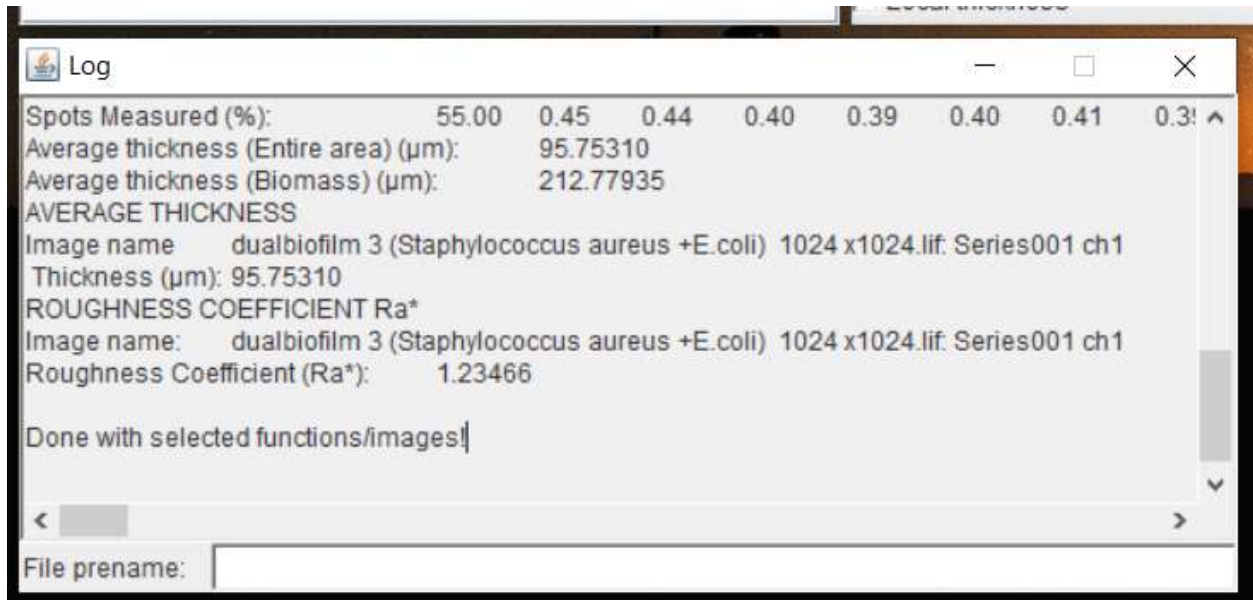 Log
Spots Measured (%): 55.00 0.45 0.44 0.40 0.39 0.40 0.41
Average thickness (Entire area) (µm): 95.75310
Average thickness (Biomass) (µm): 212.77935
AVERAGE THICKNESS
Image name dualbiofilm 3 (Staphylococcus aureus +E.coli) 1024 x1024.lif: Series001 ch1
Thickness (µm): 95.75310
ROUGHNESS COEFFICIENT Ra*
Image name: dualbiofilm 3 (Staphylococcus aureus +E.coli) 1024 x1024.lif: Series001 ch1
Roughness Coefficient (Ra*): 1.23466
Done with selected functions/images!
File prename: